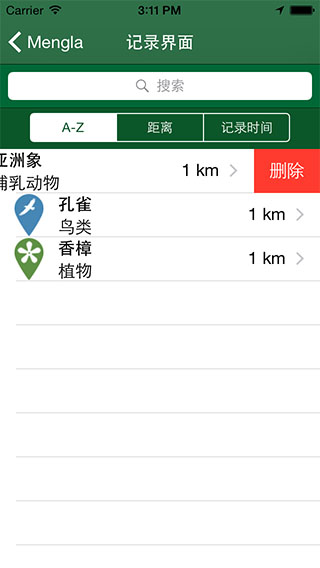 Carrier 3:11 PM
Mengla 记录界面
搜索
A-Z 距离 记录时间
亚洲象
哺乳动物
1 km
删除
孔雀
鸟类
1 km
香樟
植物
1 km